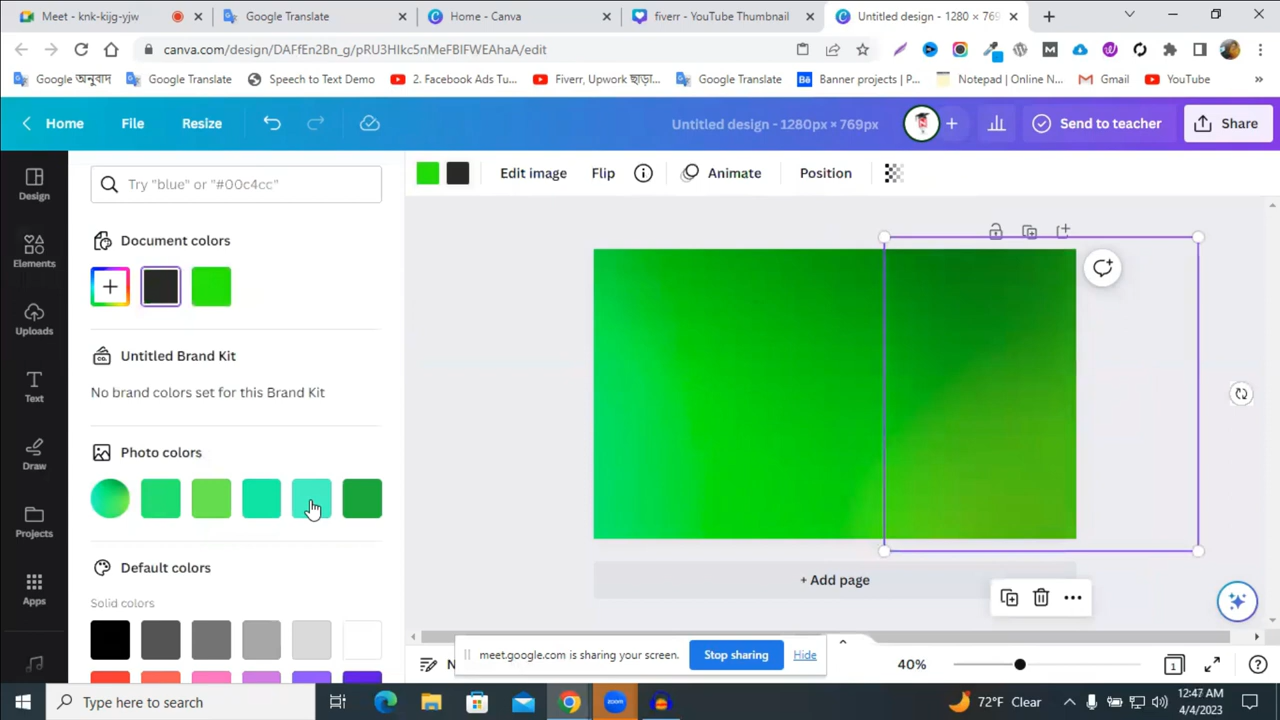 Meet - knk-kijg-yjw
Google Translate
Home - Canva
fiverr - YouTube Thumbnail
Untitled design - 1280 × 769
canva.com/design/DAFfEn2Bn_g/pRU3HIkc5nMeFBIFWEAhaA/edit
Google অনুবাদ
Google Translate
Speech to Text Demo
2. Facebook Ads Tu...
Fiverr, Upwork ছাড়া...
Google Translate
Banner projects | P...
Notepad | Online N...
Gmail
YouTube
Home
File
Resize
Untitled design - 1280px × 769px
Send to teacher
Share
Design
Elements
Uploads
Text
Draw
Projects
Apps
Try "blue" or "#00c4cc"
Document colors
Untitled Brand Kit
No brand colors set for this Brand Kit
Photo colors
Default colors
Solid colors
Edit image
Flip
Animate
Position
+ Add page
meet.google.com is sharing your screen.
Stop sharing
Hide
40%
1
Type here to search
zoom
72°F Clear
12:47 AM
4/4/2023